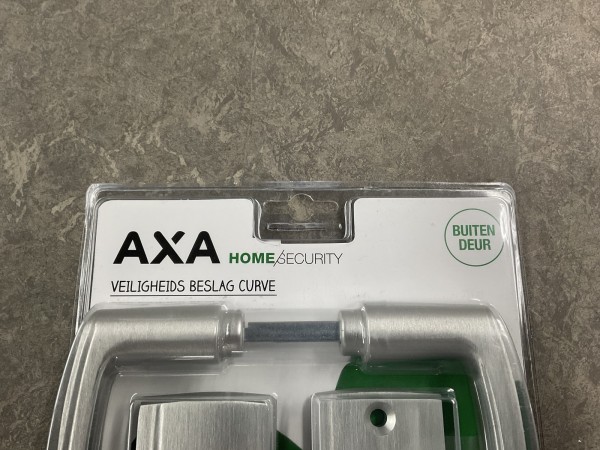 AXA HOME/SECURITY
VEILIGHEIDS BESLAG CURVE
BUITEN
DEUR